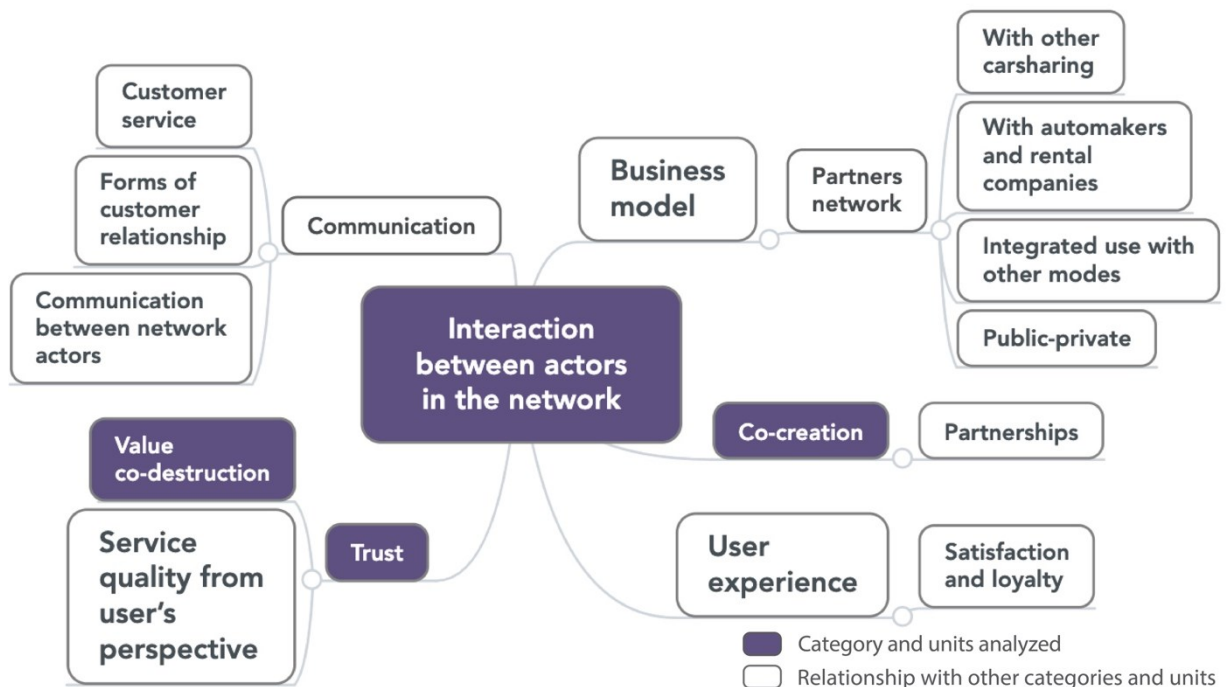 Customer
service
Forms of
customer
relationship
Communication
between network
actors
Communication
Business
model
Partners
network
With other
carsharing
With automakers
and rental
companies
Integrated use with
other modes
Public-private
Interaction
between actors
in the network
Value
co-destruction
Service
quality from
user's
perspective
Trust
Co-creation
Partnerships
User
experience
Satisfaction
and loyalty
Category and units analyzed
Relationship with other categories and units